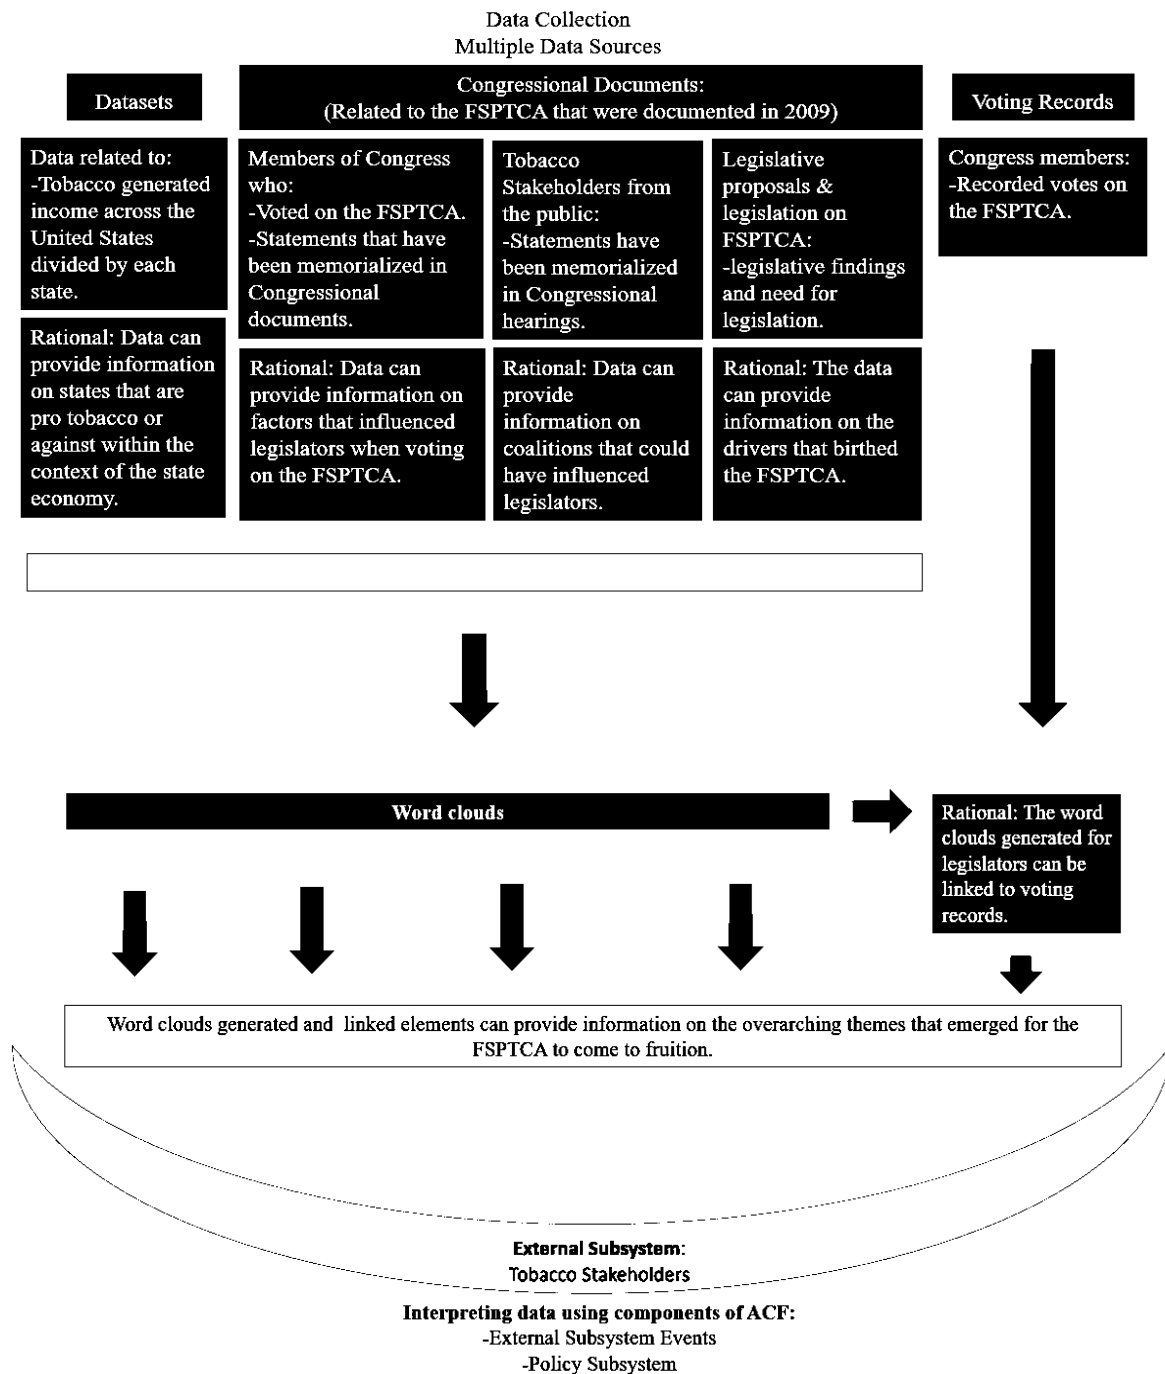 Data Collection
Multiple Data Sources
Datasets
Congressional Documents:
(Related to the FSPTCA that were documented in 2009)
Voting Records
Data related to:
-Tobacco generated
income across the
United States
divided by each
state.
Members of Congress
who:
-Voted on the FSPTCA.
-Statements that have
been memorialized in
Congressional
documents.
Tobacco
Stakeholders from
the public:
-Statements have
been memorialized
in Congressional
hearings.
Legislative
proposals &
legislation on
FSPTCA:
-legislative findings
and need for
legislation.
Congress members:
-Recorded votes on
the FSPTCA.
Rational: Data can
provide information
on states that are
pro tobacco or
against within the
context of the state
economy.
Rational: Data can
provide information on
factors that influenced
legislators when voting
on the FSPTCA.
Rational: Data can
provide
information on
coalitions that could
have influenced
legislators.
Rational: The data
can provide
information on the
drivers that birthed
the FSPTCA.
Word clouds
Rational: The word
clouds generated for
legislators can be
linked to voting
records.
Word clouds generated and linked elements can provide information on the overarching themes that emerged for the
FSPTCA to come to fruition.
External Subsystem:
Tobacco Stakeholders
Interpreting data using components of ACF:
-External Subsystem Events
-Policy Subsystem